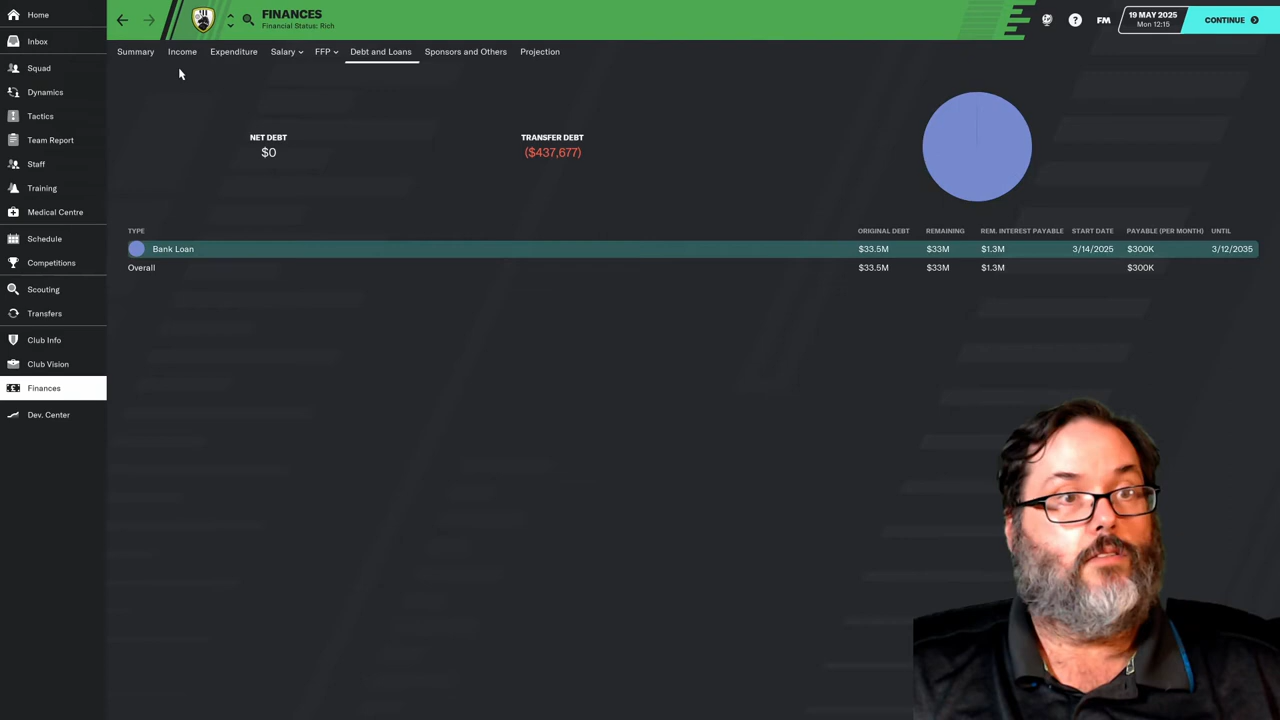 Home
Inbox
Squad
Dynamics
Tactics
Team Report
Staff
Training
Medical Centre
Schedule
Competitions
Scouting
Transfers
Club Info
Club Vision
Finances
Dev. Center
FINANCES
Financial Status: Rich
FM
19 MAY 2025
Mon 12:15
CONTINUE
Summary Income Expenditure Salary FFP Debt and Loans Sponsors and Others Projection
NET DEBT TRANSFER DEBT
$0 ($437,677)
TYPE ORIGINAL DEBT REMAINING REM. INTEREST PAYABLE START DATE PAYABLE (PER MONTH) UNTIL
Bank Loan $33.5M $33M $1.3M 3/14/2025 $300K 3/12/2035
Overall $33.5M $33M $1.3M $300K